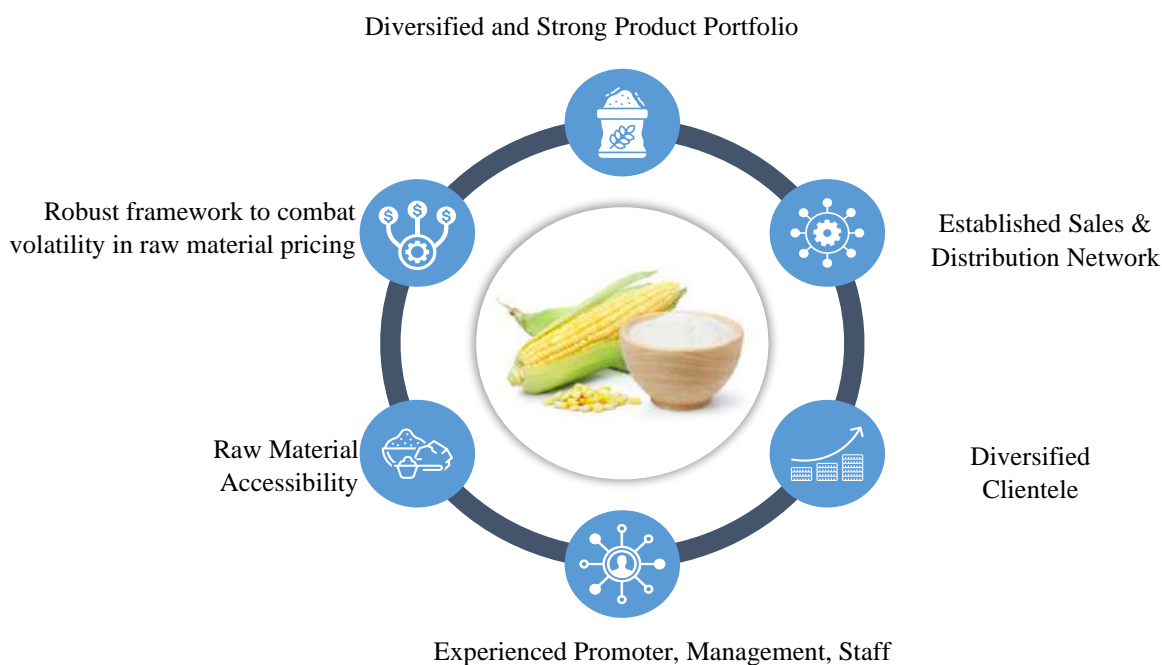 Diversified and Strong Product Portfolio
Robust framework to combat
volatility in raw material pricing
Established Sales &
Distribution Network
Raw Material
Accessibility
Diversified
Clientele
Experienced Promoter, Management, Staff